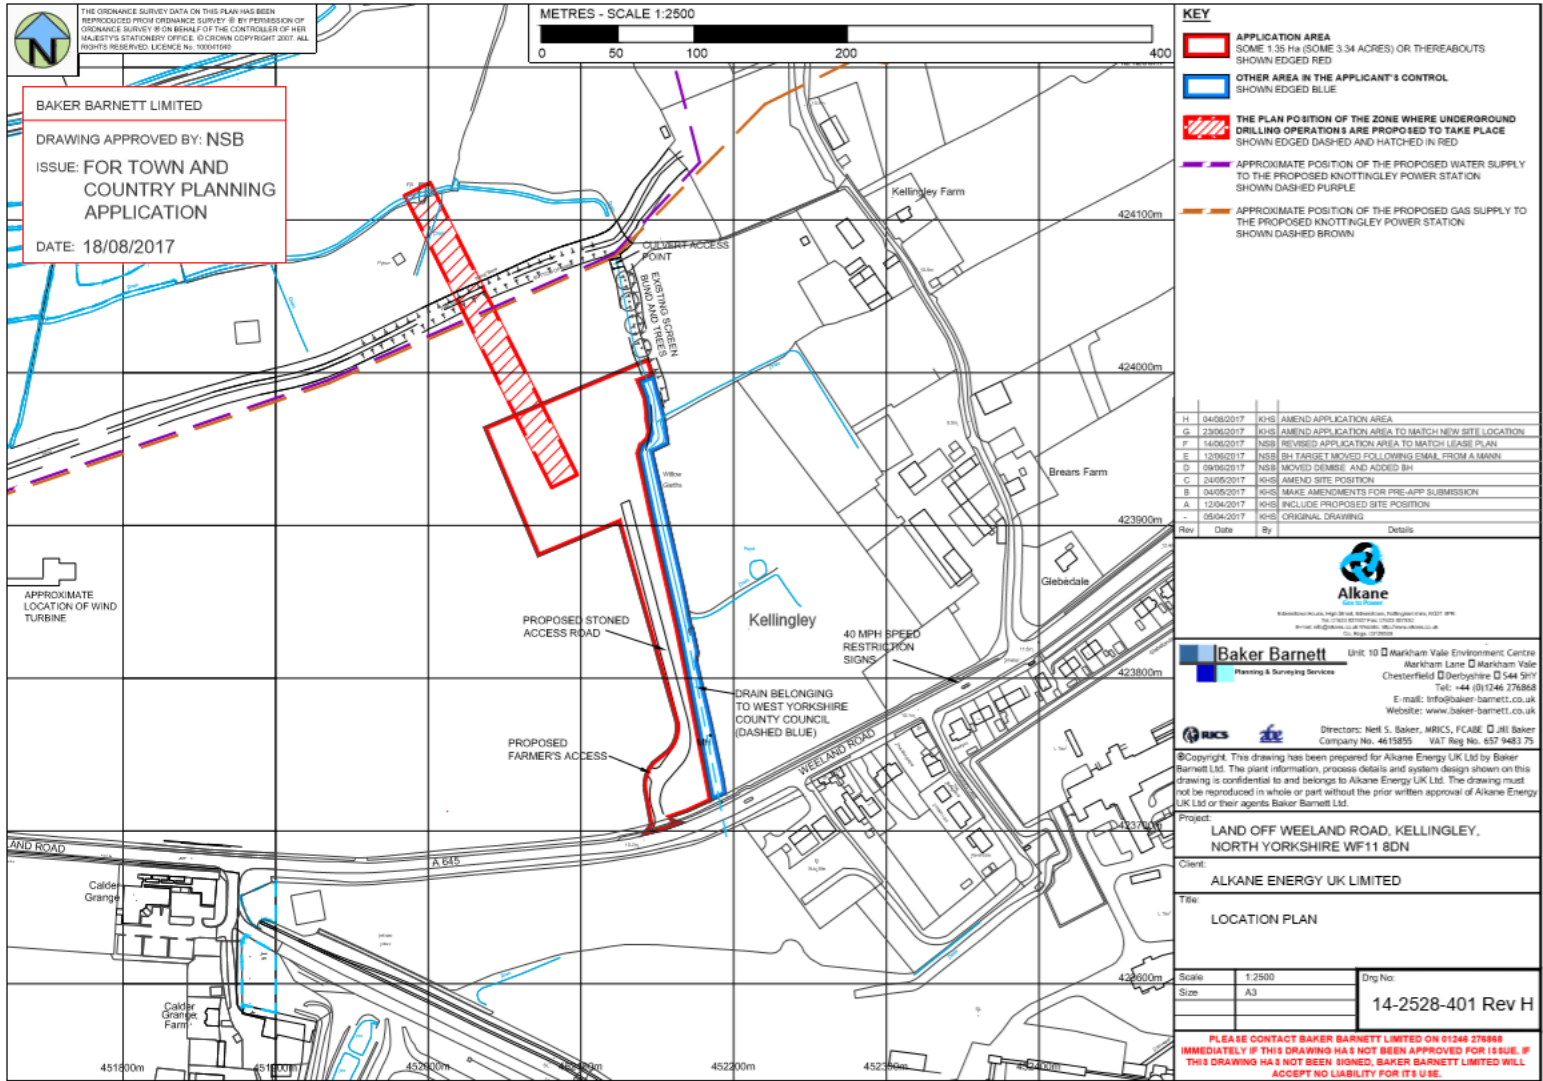 THE ORDNANCE SURVEY DATA ON THIS PLAN HAS BEEN
REPRODUCED FROM ORDNANCE SURVEY ® BY PERMISSION OF
ORDNANCE SURVEY ® ON BEHALF OF THE CONTROLLER OF HER
MAJESTY'S STATIONERY OFFICE. © CROWN COPYRIGHT 2007. ALL
RIGHTS RESERVED. LICENCE No. 100041040
N
BAKER BARNETT LIMITED
DRAWING APPROVED BY: NSB
ISSUE: FOR TOWN AND
COUNTRY PLANNING
APPLICATION
DATE: 18/08/2017
METRES - SCALE 1:2500
0 50 100 200 400
Kellingley Farm
424100m
CULVERT ACCESS
POINT
EXISTING SCREEN
BUND AND TREES
424000m
Willow
Garths
Brears Farm
423900m
APPROXIMATE
LOCATION OF WIND
TURBINE
Glebedale
PROPOSED STONED
ACCESS ROAD
Kellingley
40 MPH SPEED
RESTRICTION
SIGNS
423800m
DRAIN BELONGING
TO WEST YORKSHIRE
COUNTY COUNCIL
(DASHED BLUE)
PROPOSED
FARMER'S ACCESS
WEELAND ROAD
423700m
LAND ROAD
A 645
Calder
Grange
423600m
Calder
Grange
Farm
451800m
452000m
452200m
KEY
APPLICATION AREA
SOME 1.35 Ha (SOME 3.34 ACRES) OR THEREABOUTS
SHOWN EDGED RED
OTHER AREA IN THE APPLICANT'S CONTROL
SHOWN EDGED BLUE
THE PLAN POSITION OF THE ZONE WHERE UNDERGROUND
DRILLING OPERATIONS ARE PROPOSED TO TAKE PLACE
SHOWN EDGED DASHED AND HATCHED IN RED
APPROXIMATE POSITION OF THE PROPOSED WATER SUPPLY
TO THE PROPOSED KNOTTINGLEY POWER STATION
SHOWN DASHED PURPLE
APPROXIMATE POSITION OF THE PROPOSED GAS SUPPLY TO
THE PROPOSED KNOTTINGLEY POWER STATION
SHOWN DASHED BROWN
H 04/08/2017 KHS AMEND APPLICATION AREA
G 23/06/2017 KHS AMEND APPLICATION AREA TO MATCH NEW SITE LOCATION
F 14/06/2017 NSB REVISED APPLICATION AREA TO MATCH LEASE PLAN
E 12/06/2017 NSB BH TARGET MOVED FOLLOWING EMAIL FROM A MANN
D 09/06/2017 NSB MOVED DEMISE AND ADDED BH
C 24/05/2017 KHS AMEND SITE POSITION
B 04/05/2017 KHS MAKE AMENDMENTS FOR PRE-APP SUBMISSION
A 12/04/2017 KHS INCLUDE PROPOSED SITE POSITION
- 05/04/2017 KHS ORIGINAL DRAWING
Rev Date By Details
Alkane
Gas to Power
Baker Barnett
Planning & Surveying Services
Unit 10 Markham Vale Environment Centre
Markham Lane Markham Vale
Chesterfield Derbyshire S44 5HY
Tel: +44 (0)1246 276868
E-mail: info@baker-barnett.co.uk
Website: www.baker-barnett.co.uk
RICS abe
Directors: Neil S. Baker, MRICS, FCABE Jill Baker
Company No. 4615855 VAT Reg No. 657 9483 75
©Copyright. This drawing has been prepared for Alkane Energy UK Ltd by Baker
Barnett Ltd. The plant information, process details and system design shown on this
drawing is confidential to and belongs to Alkane Energy UK Ltd. The drawing must
not be reproduced in whole or part without the prior written approval of Alkane Energy
UK Ltd or their agents Baker Barnett Ltd.
Project:
LAND OFF WEELAND ROAD, KELLINGLEY,
NORTH YORKSHIRE WF11 8DN
Client:
ALKANE ENERGY UK LIMITED
Title:
LOCATION PLAN
Scale 1:2500
Size A3
Drg No:
14-2528-401 Rev H
PLEASE CONTACT BAKER BARNETT LIMITED ON 01246 276868
IMMEDIATELY IF THIS DRAWING HAS NOT BEEN APPROVED FOR ISSUE. IF
THIS DRAWING HAS NOT BEEN SIGNED, BAKER BARNETT LIMITED WILL
ACCEPT NO LIABILITY FOR ITS USE.